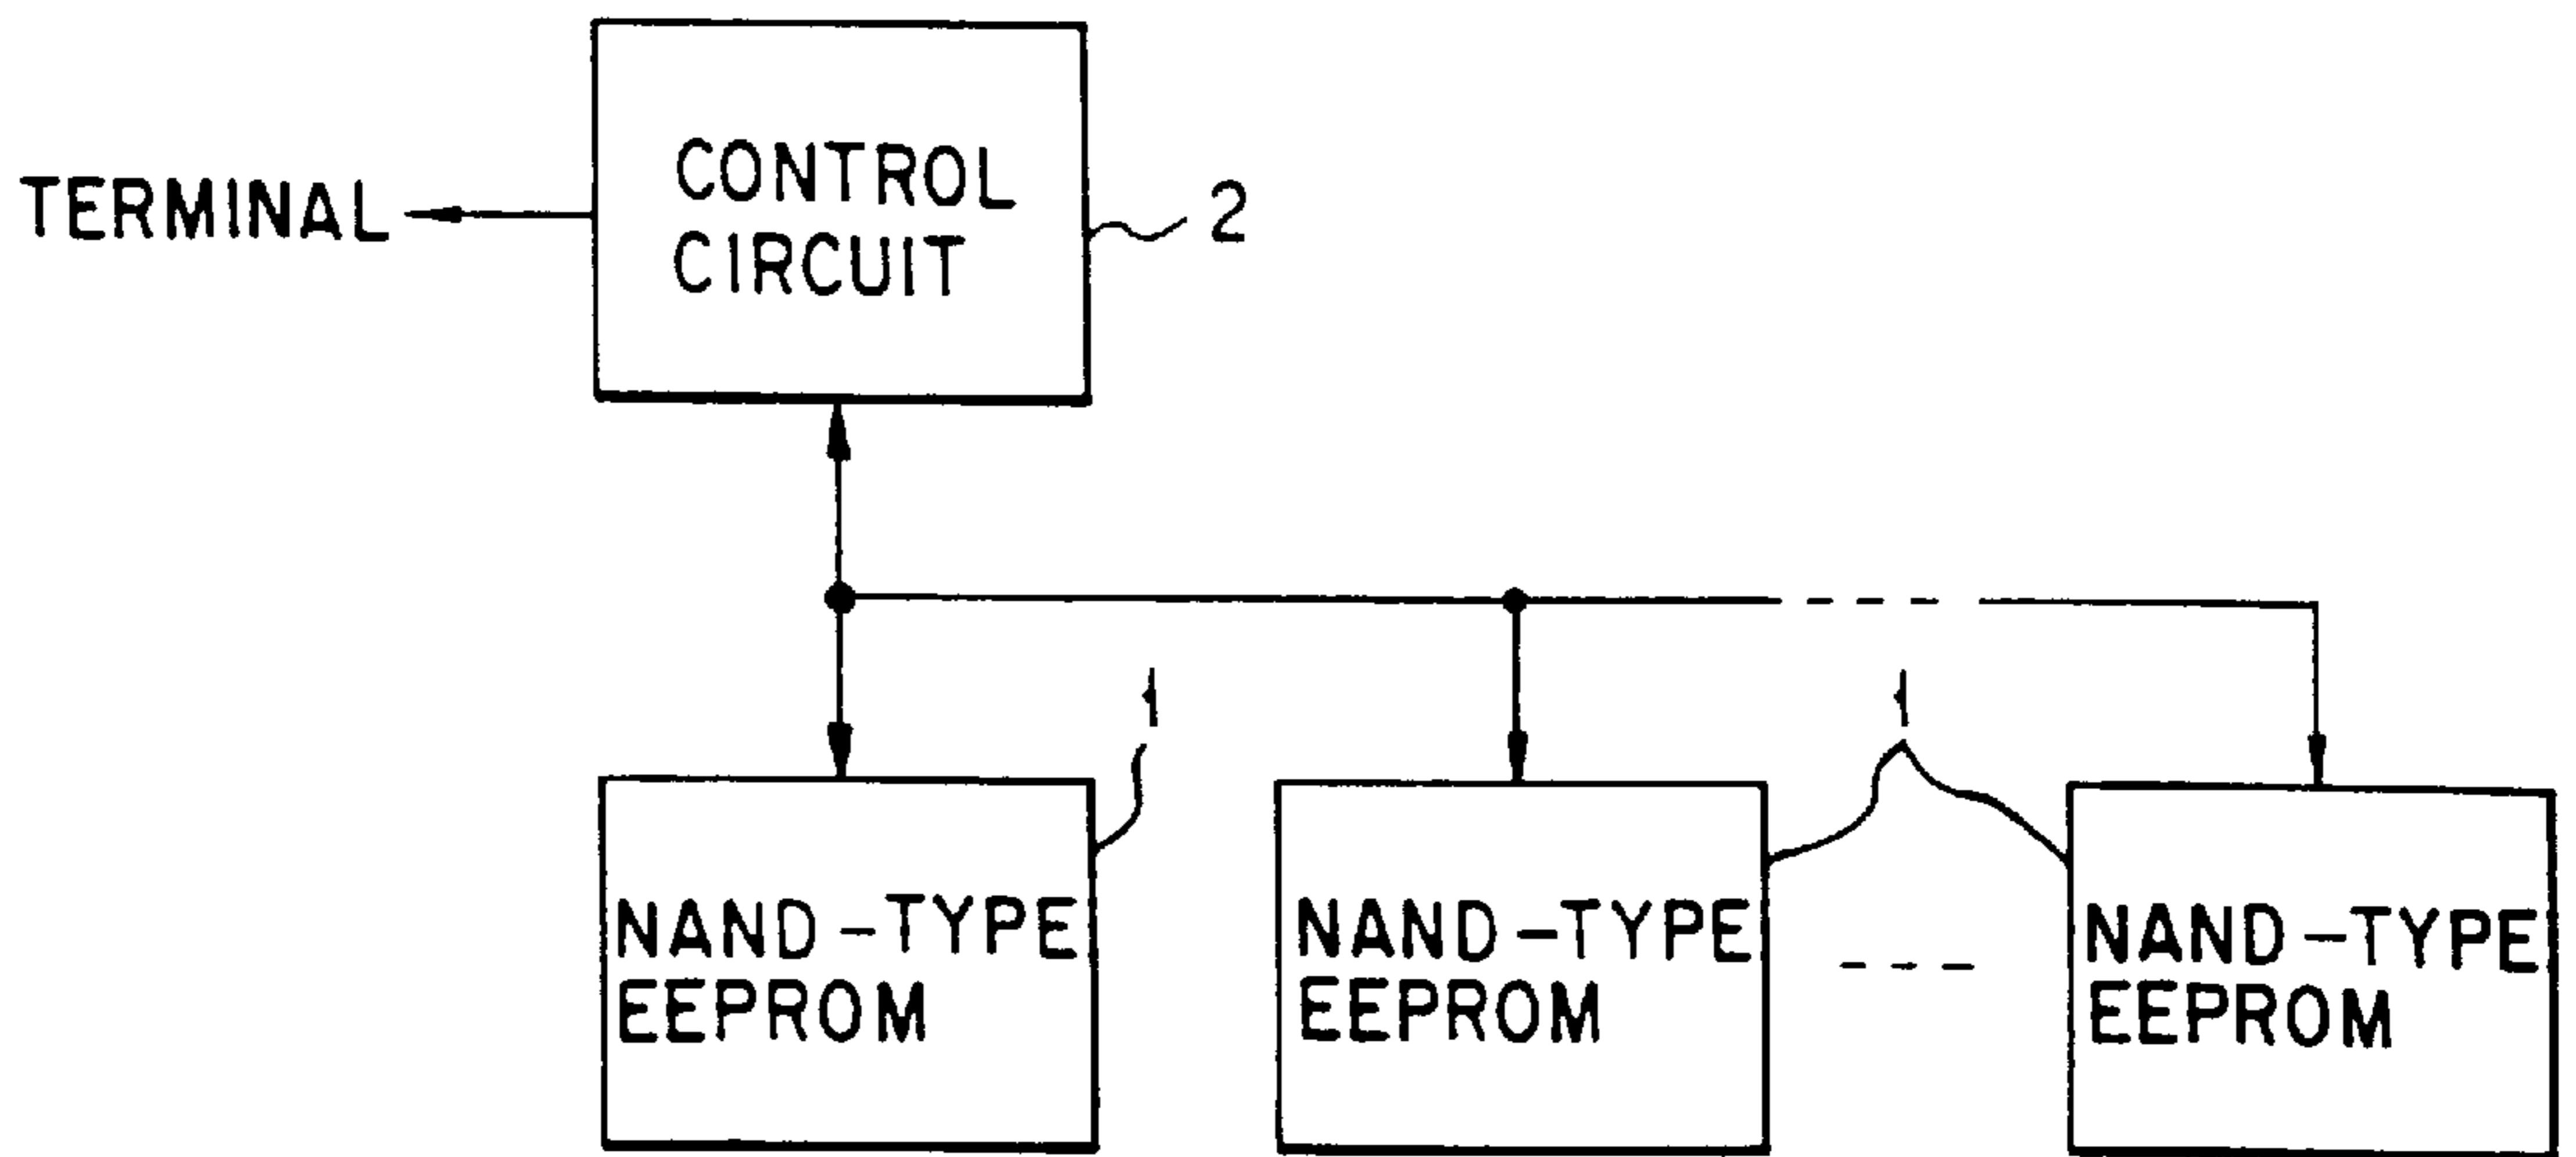 CONTROL
CIRCUIT
TERMINAL
2
1
1
NAND-TYPE
EEPROM
NAND-TYPE
EEPROM
NAND-TYPE
EEPROM